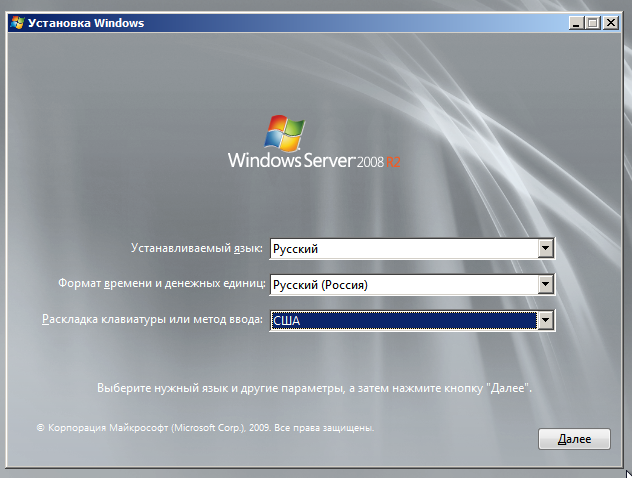 Установка Windows
Windows Server 2008 R2
Устанавливаемый язык: Русский
Формат времени и денежных единиц: Русский (Россия)
Раскладка клавиатуры или метод ввода: США
Выберите нужный язык и другие параметры, а затем нажмите кнопку "Далее".
© Корпорация Майкрософт (Microsoft Corp.), 2009. Все права защищены.
Далее